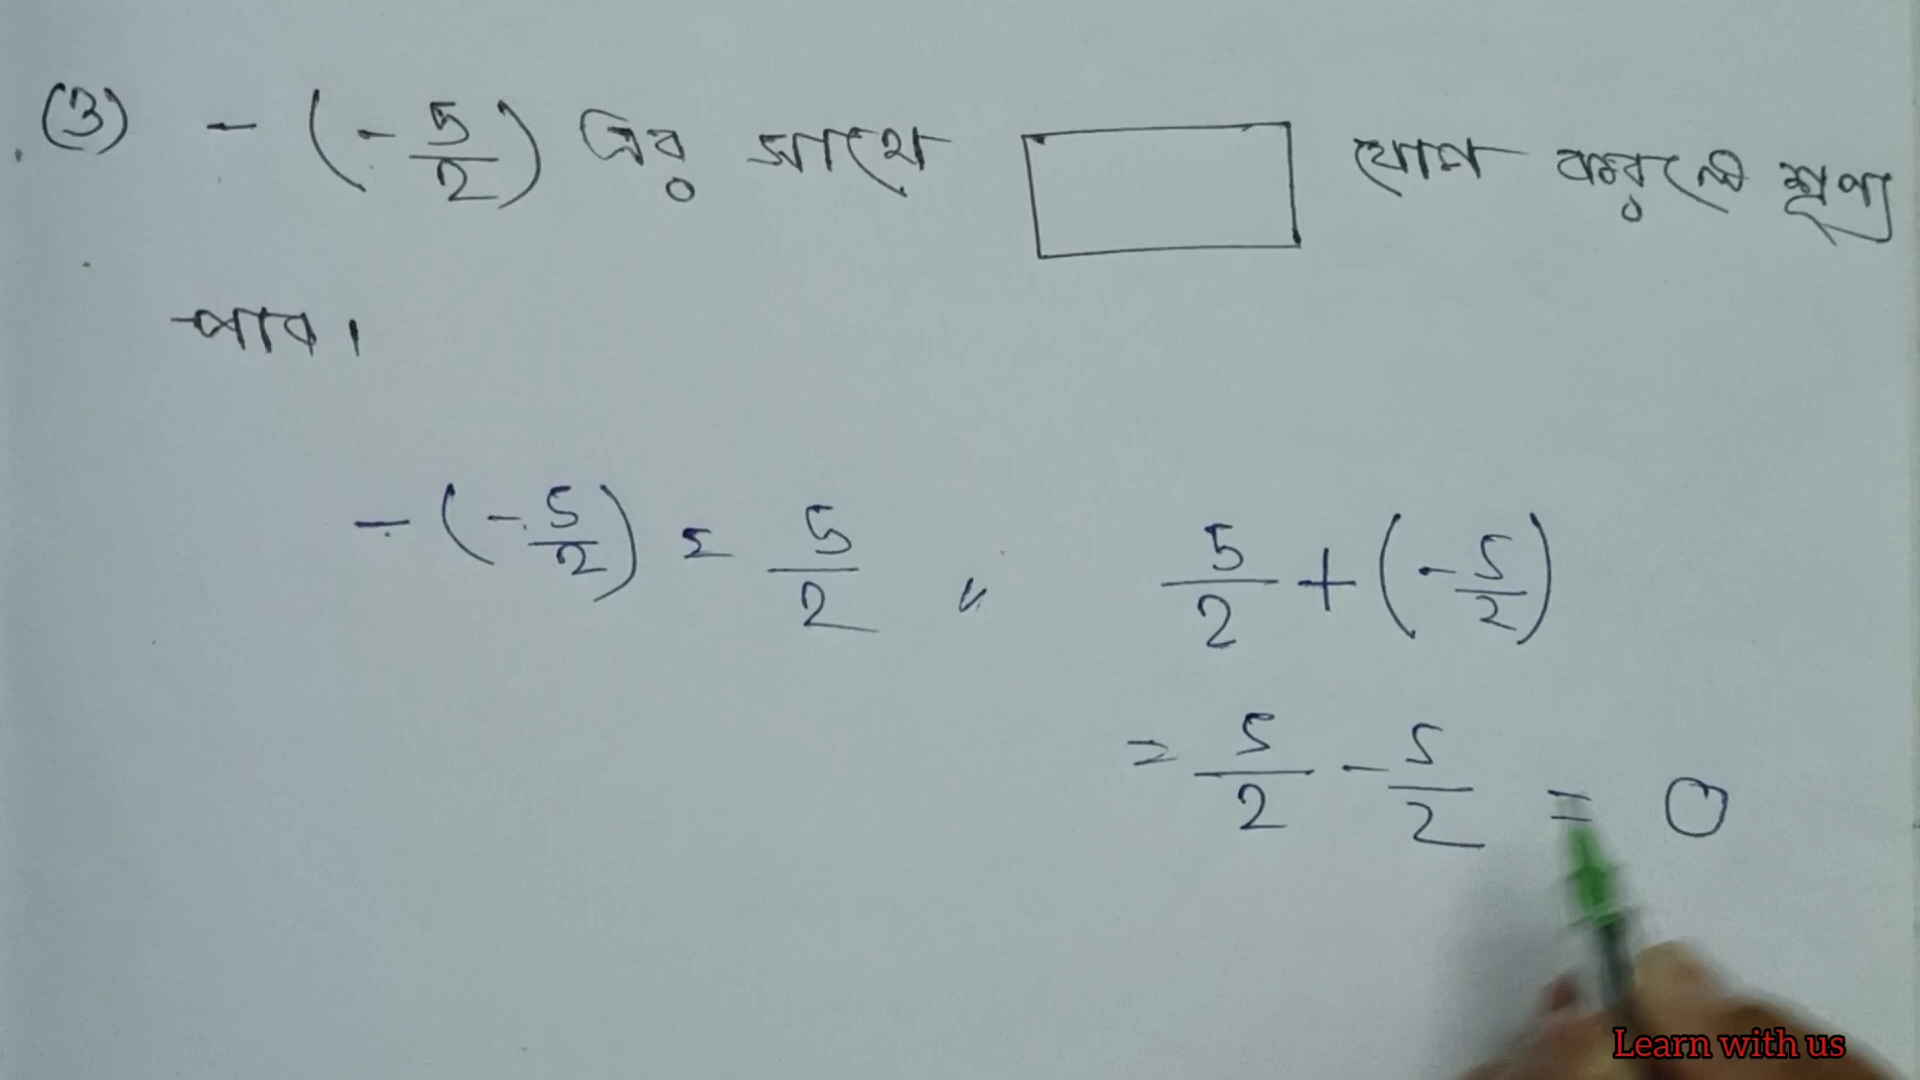 (3) - (- 5/2) এর সাথে যোগ করলে শূণ্য
পাব।
- (- 5/2) = 5/2 , 5/2 + (- 5/2)
= 5/2 - 5/2 = 0
Learn with us